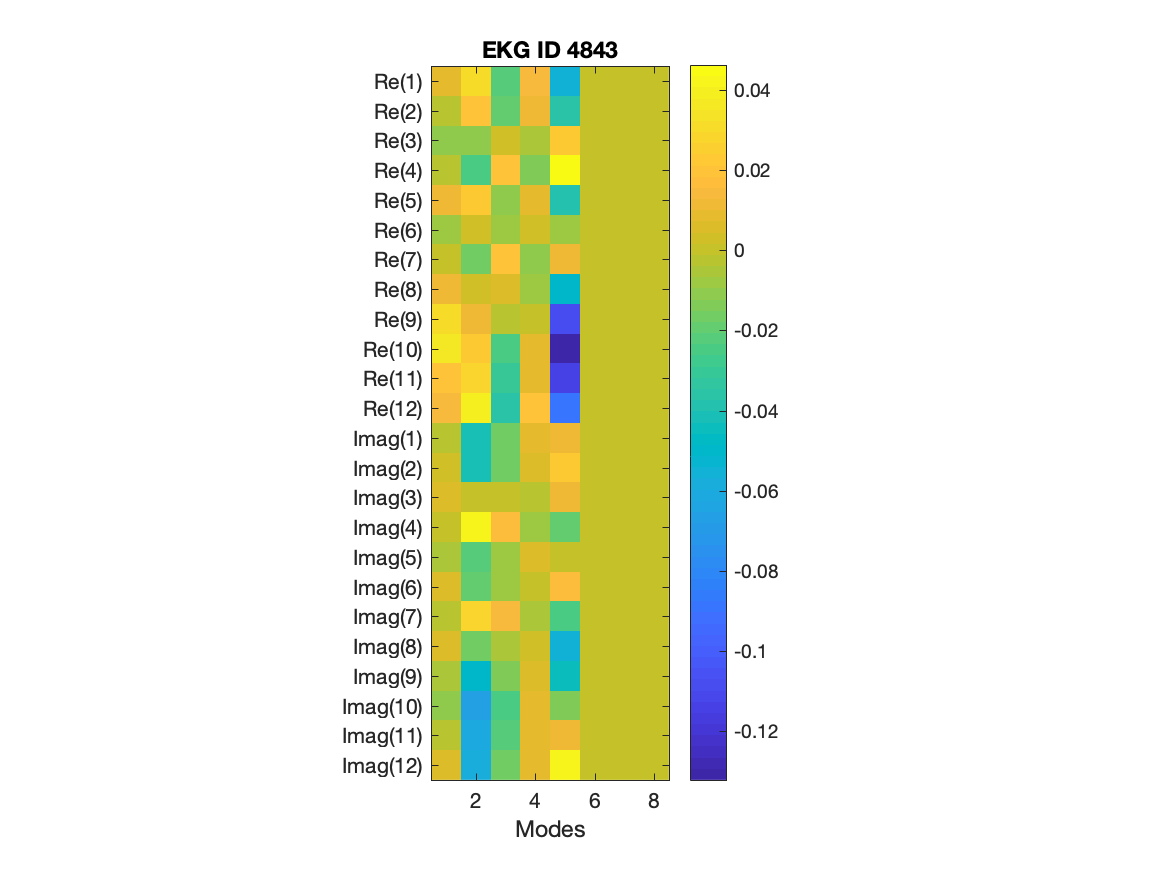 EKG ID 4843
Re(1)
Re(2)
Re(3)
Re(4)
Re(5)
Re(6)
Re(7)
Re(8)
Re(9)
Re(10)
Re(11)
Re(12)
Imag(1)
Imag(2)
Imag(3)
Imag(4)
Imag(5)
Imag(6)
Imag(7)
Imag(8)
Imag(9)
Imag(10)
Imag(11)
Imag(12)
2 4 6 8
Modes
0.04
0.02
0
-0.02
-0.04
-0.06
-0.08
-0.1
-0.12